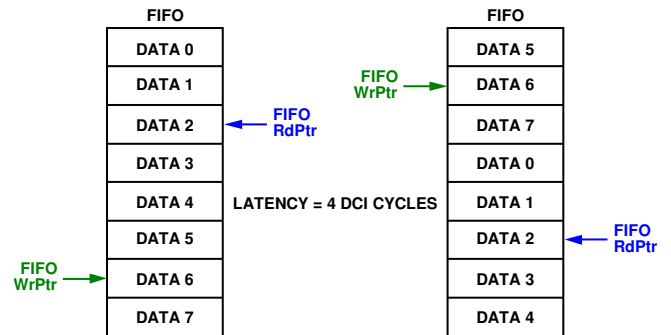 FIFO
DATA 0
DATA 1
DATA 2
DATA 3
DATA 4
DATA 5
DATA 6
DATA 7
FIFO
RdPtr
FIFO
WrPtr
LATENCY = 4 DCI CYCLES
FIFO
DATA 5
DATA 6
DATA 7
DATA 0
DATA 1
DATA 2
DATA 3
DATA 4
FIFO
WrPtr
FIFO
RdPtr